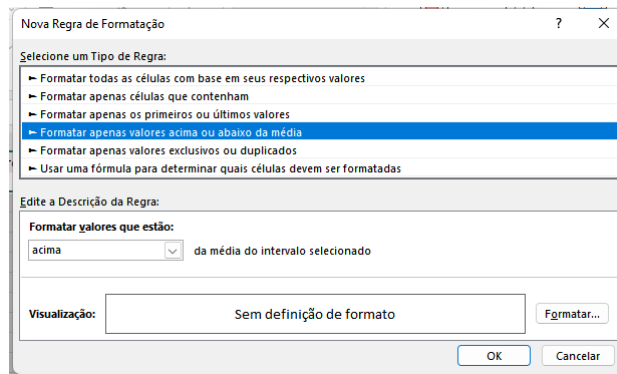 Nova Regra de Formatação ? ×
Selecione um Tipo de Regra:
► Formatar todas as células com base em seus respectivos valores
► Formatar apenas células que contenham
► Formatar apenas os primeiros ou últimos valores
► Formatar apenas valores acima ou abaixo da média
► Formatar apenas valores exclusivos ou duplicados
► Usar uma fórmula para determinar quais células devem ser formatadas
Edite a Descrição da Regra:
Formatar valores que estão:
acima da média do intervalo selecionado
Visualização: Sem definição de formato Formatar...
OK Cancelar